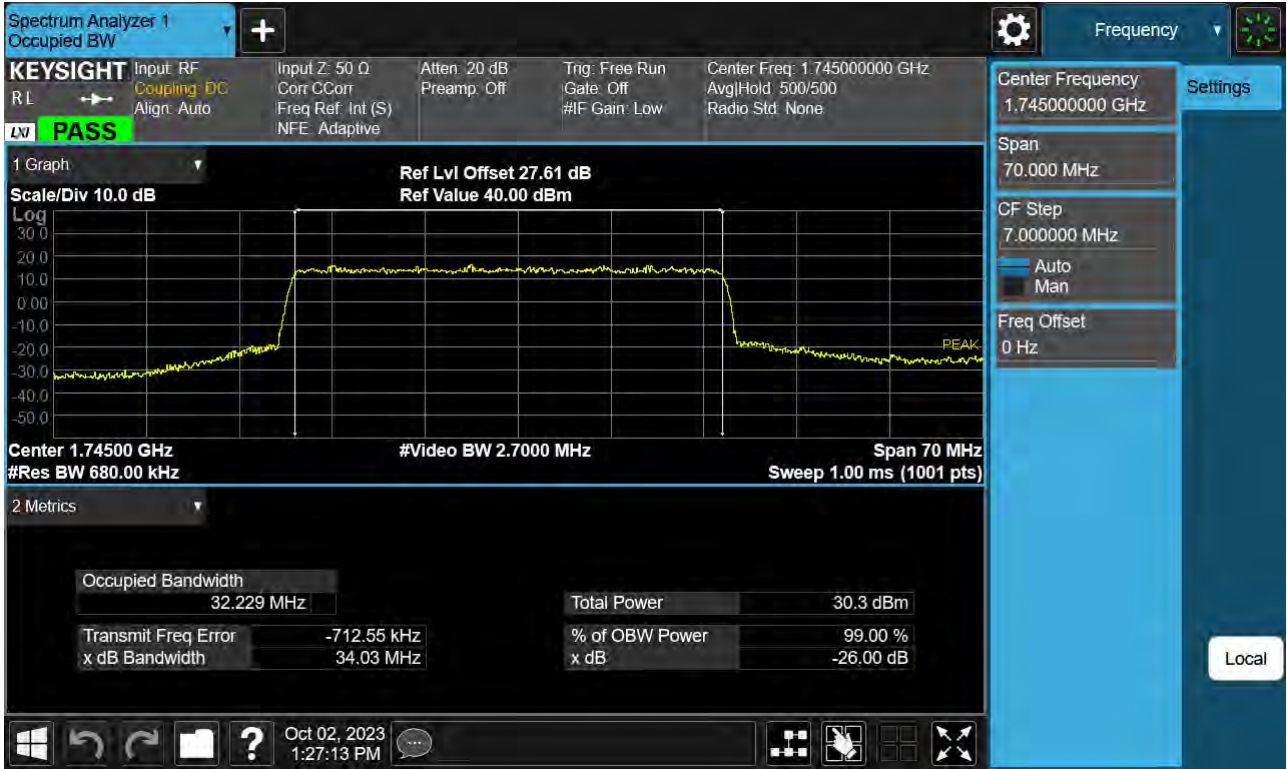 Spectrum Analyzer 1
Occupied BW
+
Frequency
KEYSIGHT
RL
LXI
PASS
Input: RF
Coupling: DC
Align: Auto
Input Z: 50 Ω
Corr CCorr
Freq Ref: Int (S)
NFE: Adaptive
Atten: 20 dB
Preamp: Off
Trig: Free Run
Gate: Off
#IF Gain: Low
Center Freq: 1.745000000 GHz
Avg|Hold: 500/500
Radio Std: None
1 Graph
Scale/Div 10.0 dB
Ref Lvl Offset 27.61 dB
Ref Value 40.00 dBm
Log
30.0
20.0
10.0
0.00
-10.0
-20.0
-30.0
-40.0
-50.0
PEAK
Center 1.74500 GHz
#Video BW 2.7000 MHz
Span 70 MHz
#Res BW 680.00 kHz
Sweep 1.00 ms (1001 pts)
2 Metrics
Occupied Bandwidth
32.229 MHz
Total Power 30.3 dBm
Transmit Freq Error -712.55 kHz
% of OBW Power 99.00 %
x dB Bandwidth 34.03 MHz
x dB -26.00 dB
Center Frequency
1.745000000 GHz
Settings
Span
70.000 MHz
CF Step
7.000000 MHz
Auto
Man
Freq Offset
0 Hz
Local
?
Oct 02, 2023
1:27:13 PM